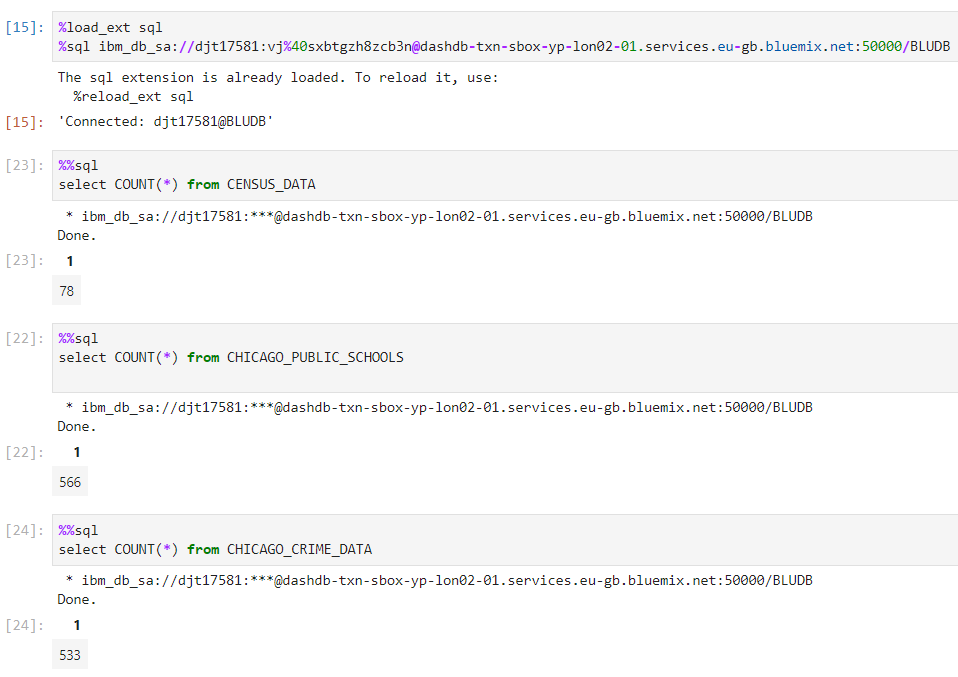 [15]: %load_ext sql
%sql ibm_db_sa://djt17581:vj%40sxbtgzh8zcb3n@dashdb-txn-sbox-yp-lon02-01.services.eu-gb.bluemix.net:50000/BLUDB
The sql extension is already loaded. To reload it, use:
%reload_ext sql
[15]: 'Connected: djt17581@BLUDB'
[23]: %%sql
select COUNT(*) from CENSUS_DATA
* ibm_db_sa://djt17581:***@dashdb-txn-sbox-yp-lon02-01.services.eu-gb.bluemix.net:50000/BLUDB
Done.
[23]: 1
78
[22]: %%sql
select COUNT(*) from CHICAGO_PUBLIC_SCHOOLS
* ibm_db_sa://djt17581:***@dashdb-txn-sbox-yp-lon02-01.services.eu-gb.bluemix.net:50000/BLUDB
Done.
[22]: 1
566
[24]: %%sql
select COUNT(*) from CHICAGO_CRIME_DATA
* ibm_db_sa://djt17581:***@dashdb-txn-sbox-yp-lon02-01.services.eu-gb.bluemix.net:50000/BLUDB
Done.
[24]: 1
533